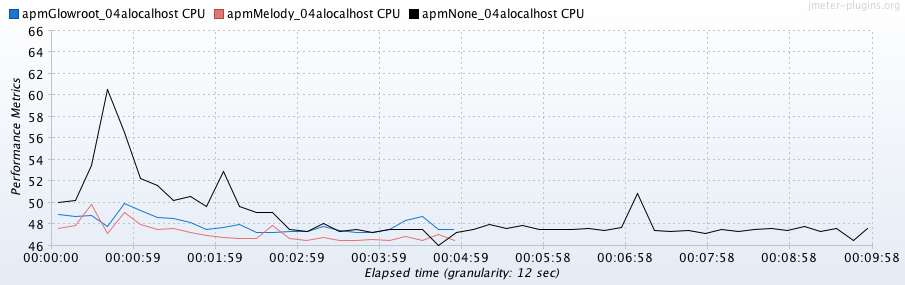 jmeter-plugins.org
apmGlowroot_04alocalhost CPU apmMelody_04alocalhost CPU apmNone_04alocalhost CPU
Performance Metrics
66
64
62
60
58
56
54
52
50
48
46
00:00:00 00:00:59 00:01:59 00:02:59 00:03:59 00:04:59 00:05:58 00:06:58 00:07:58 00:08:58 00:09:58
Elapsed time (granularity: 12 sec)